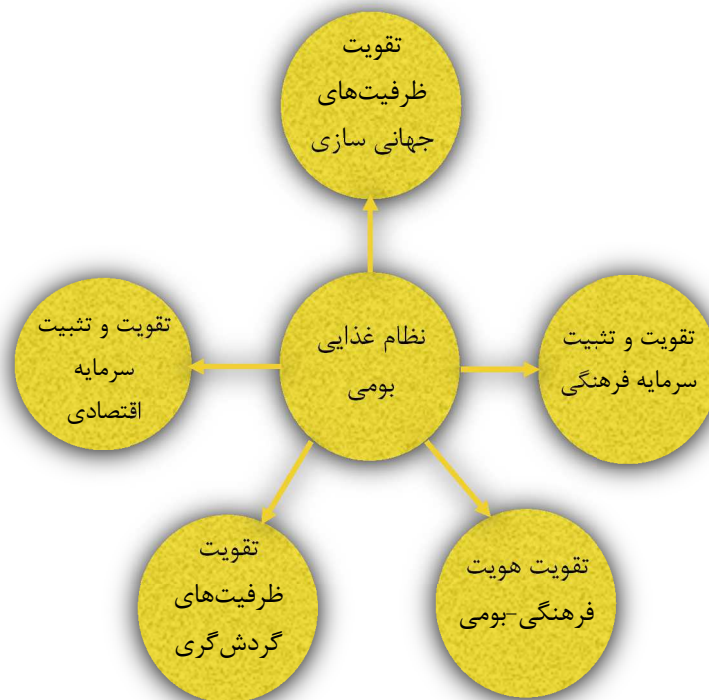 تقویت
ظرفیت‌های
جهانی سازی
نظام غذایی
بومی
تقویت و تثبیت
سرمایه فرهنگی
تقویت و تثبیت
سرمایه
اقتصادی
تقویت هویت
فرهنگی-بومی
تقویت
ظرفیت‌های
گردش‌گری